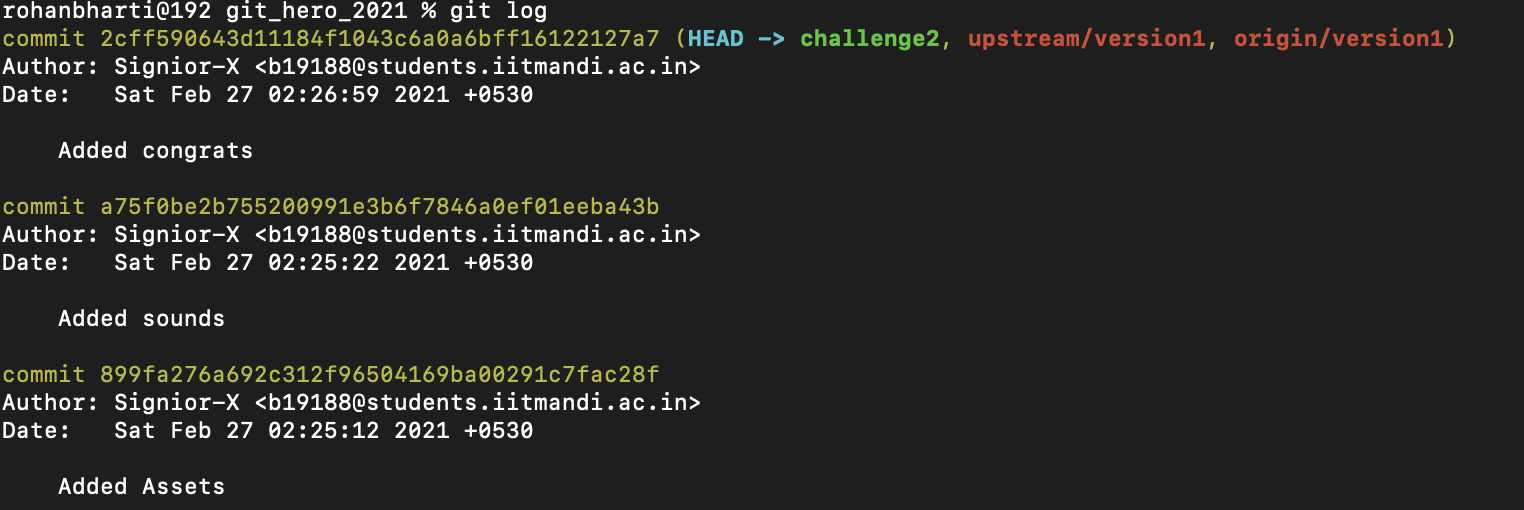 rohanbharti@192 git_hero_2021 % git log
commit 2cff590643d11184f1043c6a0a6bff16122127a7 (HEAD -> challenge2, upstream/version1, origin/version1)
Author: Signior-X <b19188@students.iitmandi.ac.in>
Date:   Sat Feb 27 02:26:59 2021 +0530
    Added congrats
commit a75f0be2b755200991e3b6f7846a0ef01eeba43b
Author: Signior-X <b19188@students.iitmandi.ac.in>
Date:   Sat Feb 27 02:25:22 2021 +0530
    Added sounds
commit 899fa276a692c312f96504169ba00291c7fac28f
Author: Signior-X <b19188@students.iitmandi.ac.in>
Date:   Sat Feb 27 02:25:12 2021 +0530
    Added Assets